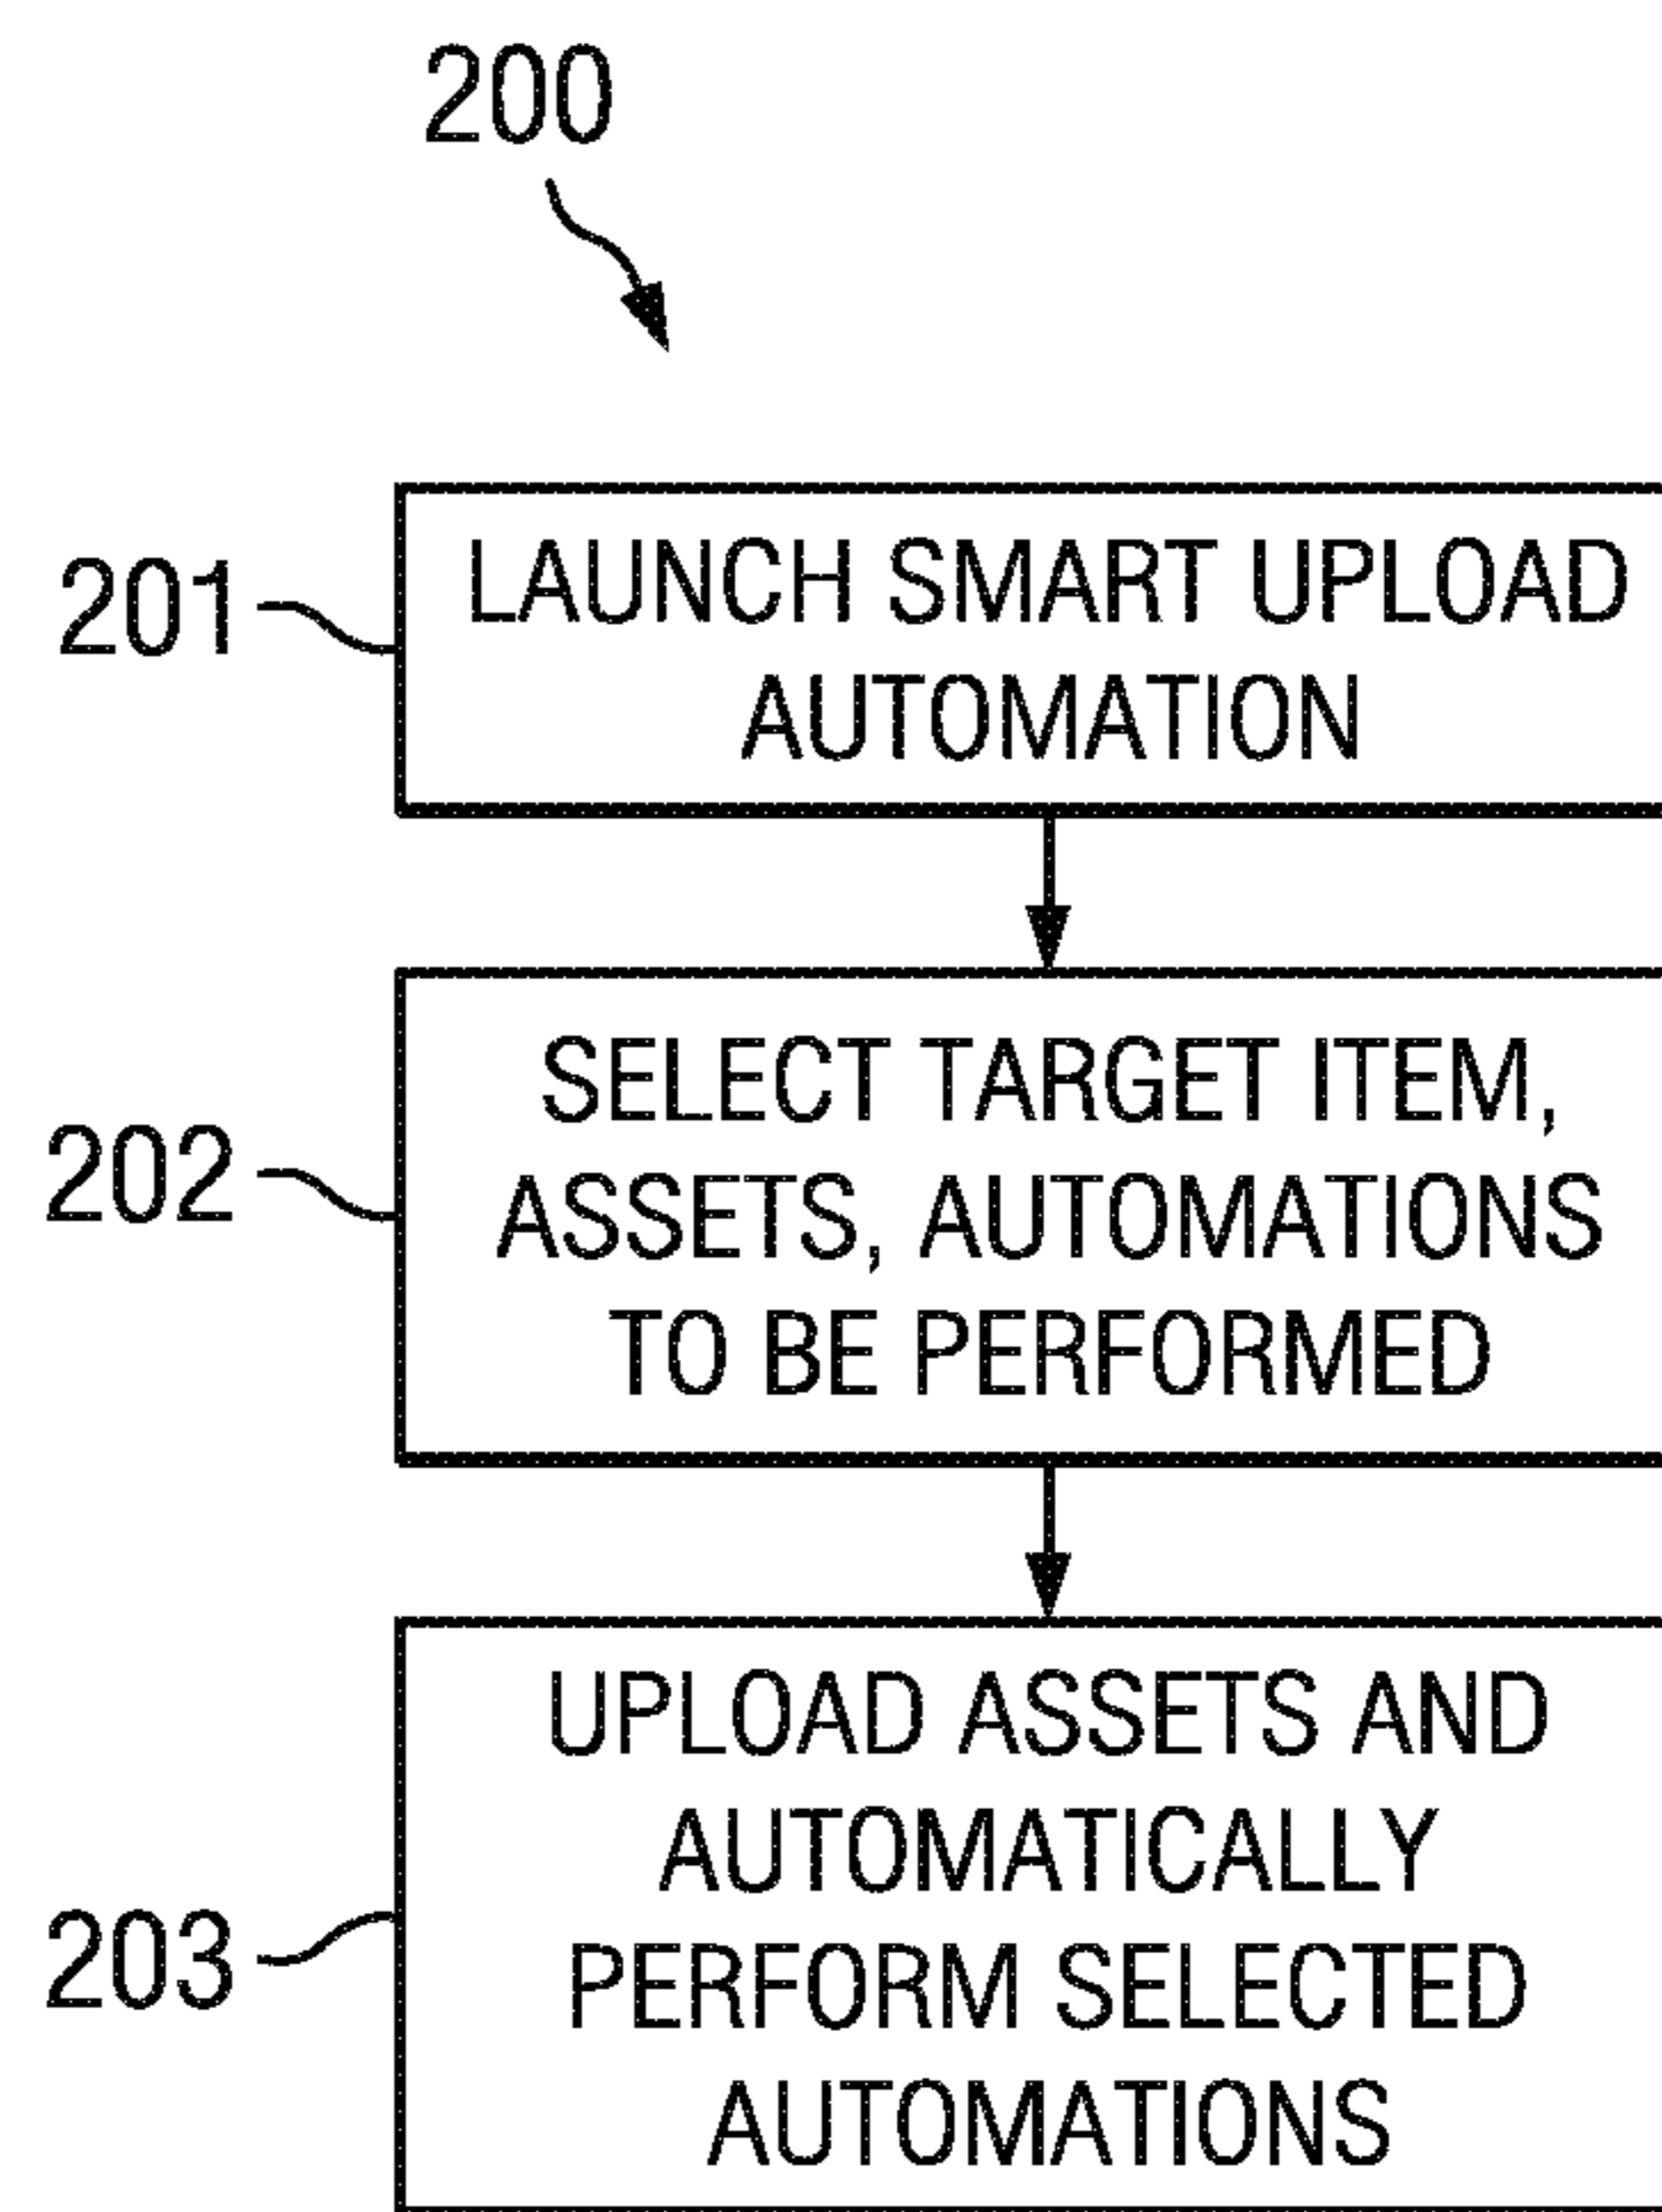 200
201
LAUNCH SMART UPLOAD
AUTOMATION
202
SELECT TARGET ITEM,
ASSETS, AUTOMATIONS
TO BE PERFORMED
203
UPLOAD ASSETS AND
AUTOMATICALLY
PERFORM SELECTED
AUTOMATIONS